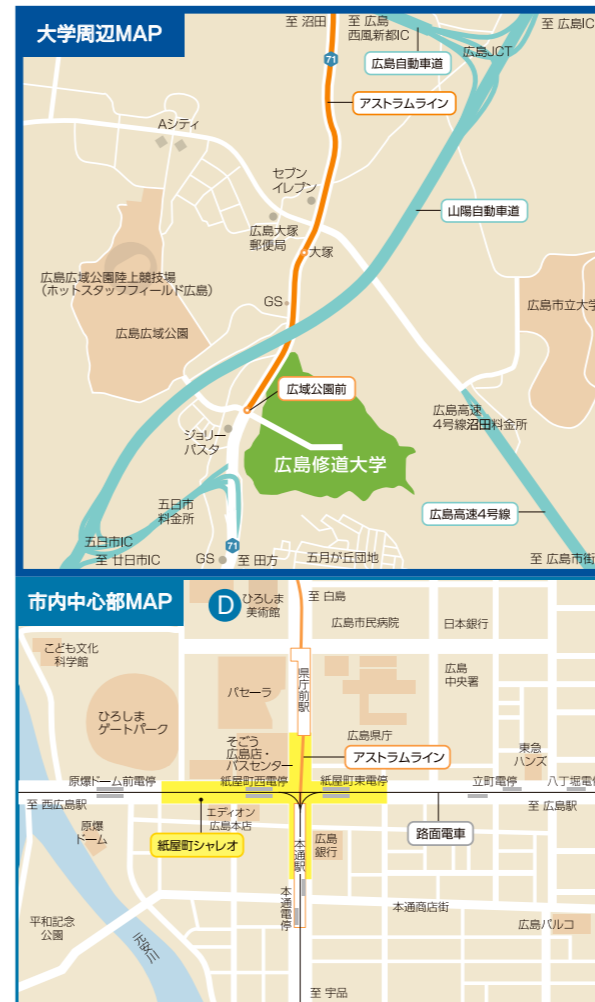 大学周辺MAP
至 沼田
至 広島
西風新都IC
広島JCT
至 広島IC
71
広島自動車道
アストラムライン
Aシティ
セブン
イレブン
広島大塚
郵便局
大塚
山陽自動車道
広島広域公園陸上競技場
（ホットスタッフフィールド広島）
GS
広島市立大学
広島広域公園
広域公園前
ジョリー
パスタ
広島高速
4号線沼田料金所
広島修道大学
五日市
料金所
広島高速4号線
五日市IC
至 廿日市IC
GS
71
至 田方
五月が丘団地
至 広島市街
市内中心部MAP
D
ひろしま
美術館
至 白島
広島市民病院
日本銀行
こども文化
科学館
県庁前駅
広島
中央署
パセーラ
ひろしま
ゲートパーク
広島県庁
そごう
広島店・
バスセンター
アストラムライン
東急
ハンズ
原爆ドーム前電停
紙屋町西電停
紙屋町東電停
立町電停
八丁堀電停
至 西広島駅
至 広島駅
エディオン
広島本店
原爆
ドーム
紙屋町シャレオ
本通駅
広島
銀行
路面電車
本通電停
本通商店街
平和記念
公園
元安川
広島パルコ
至 宇品